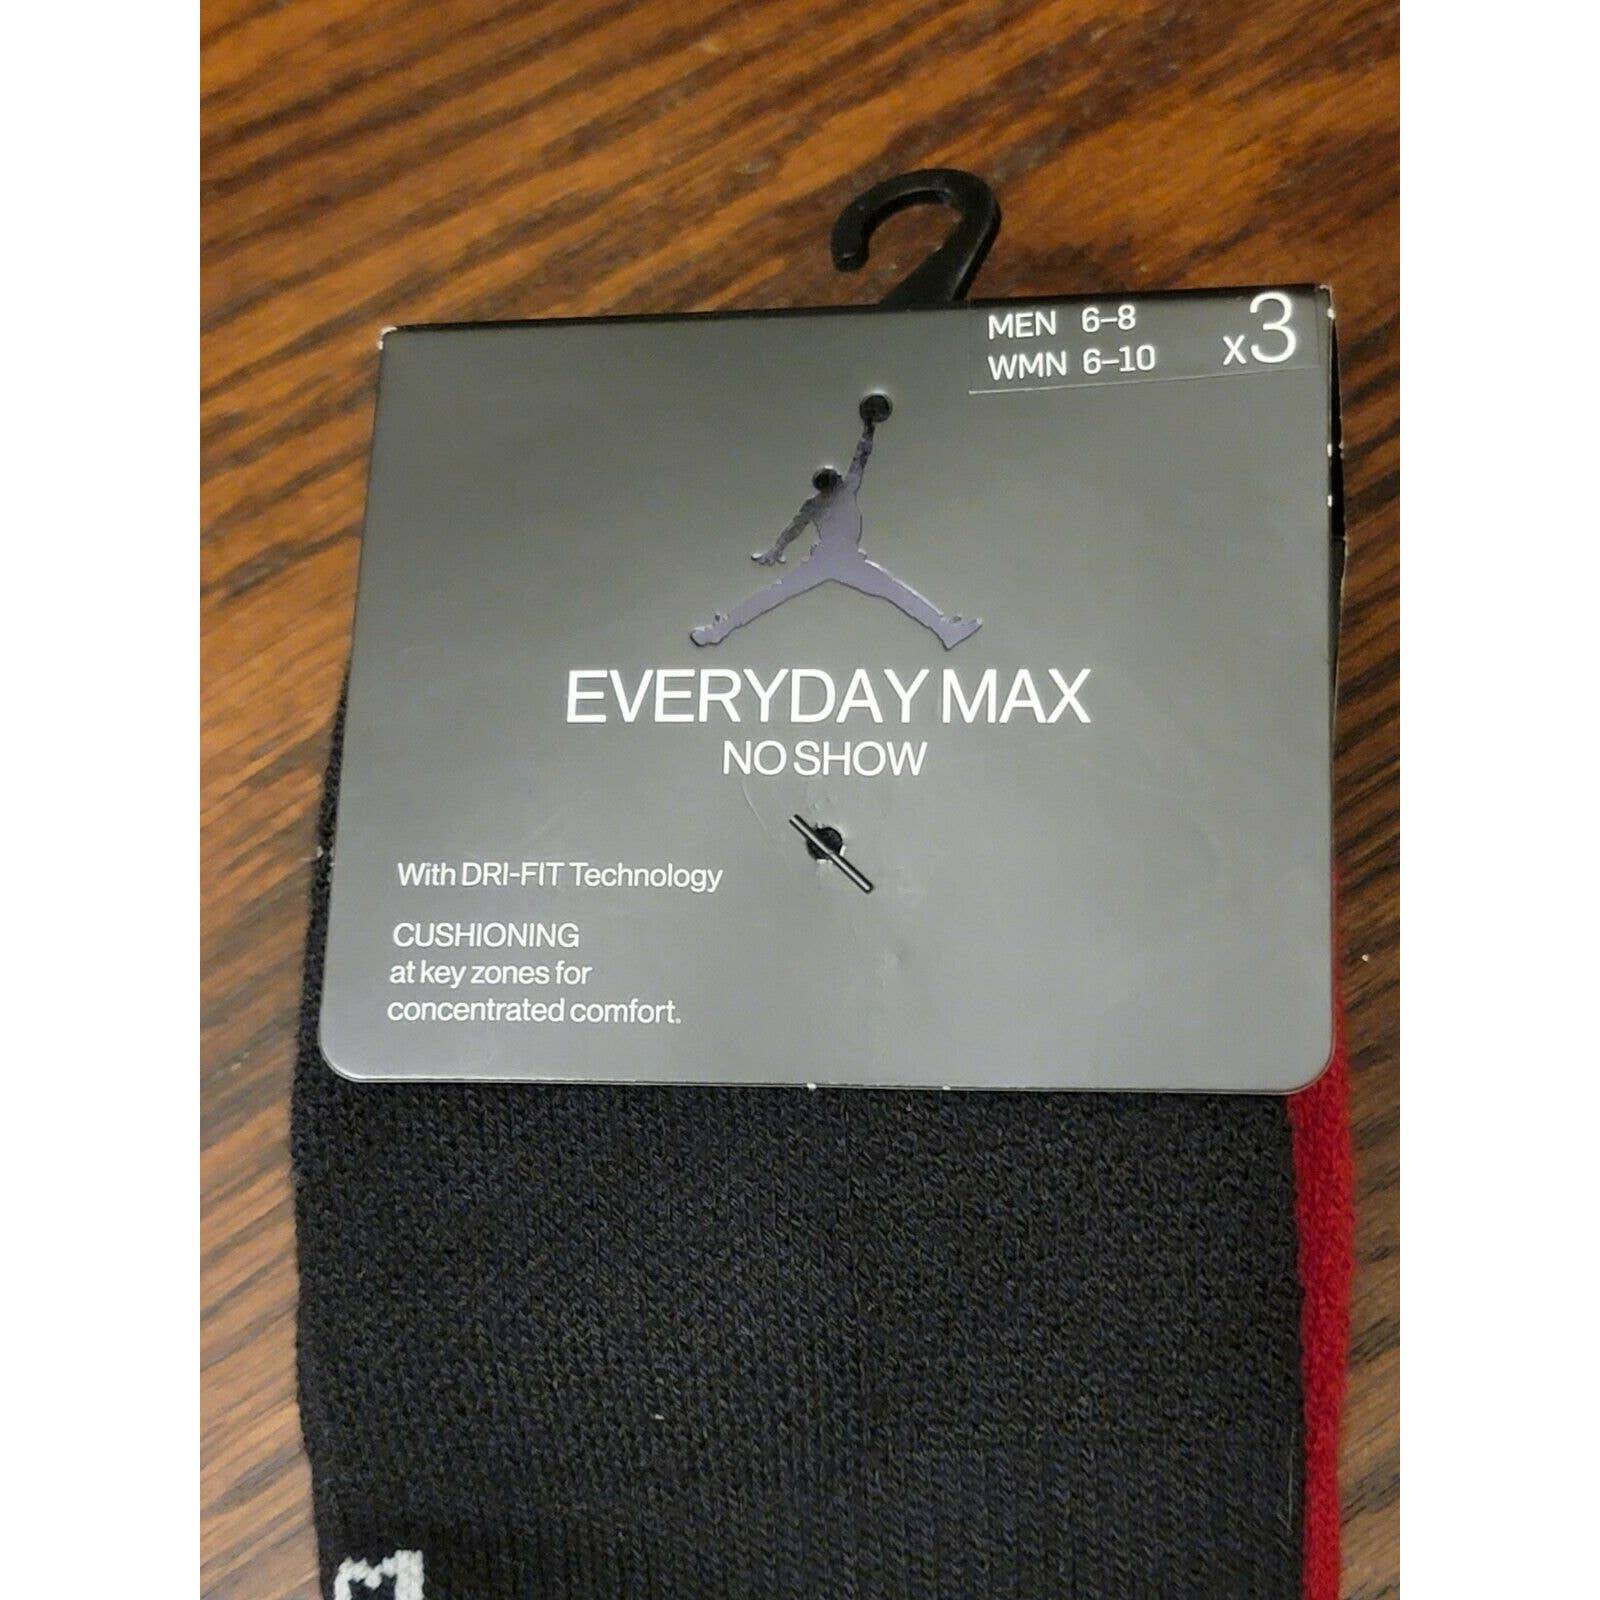 MEN 6–8
WMN 6–10
x3
EVERYDAY MAX
NO SHOW
With DRI-FIT Technology
CUSHIONING
at key zones for
concentrated comfort.